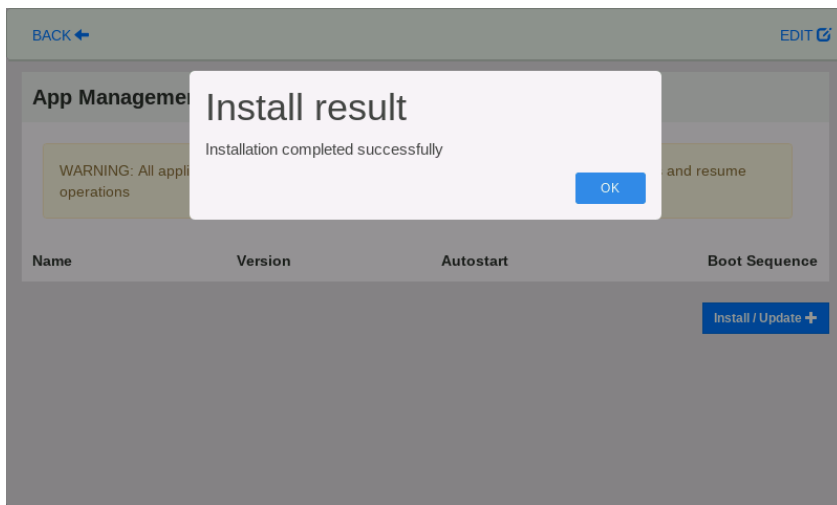 BACK
EDIT
App Manageme
Install result
Installation completed successfully
OK
WARNING: All appli and resume
operations
Name Version Autostart Boot Sequence
Install / Update